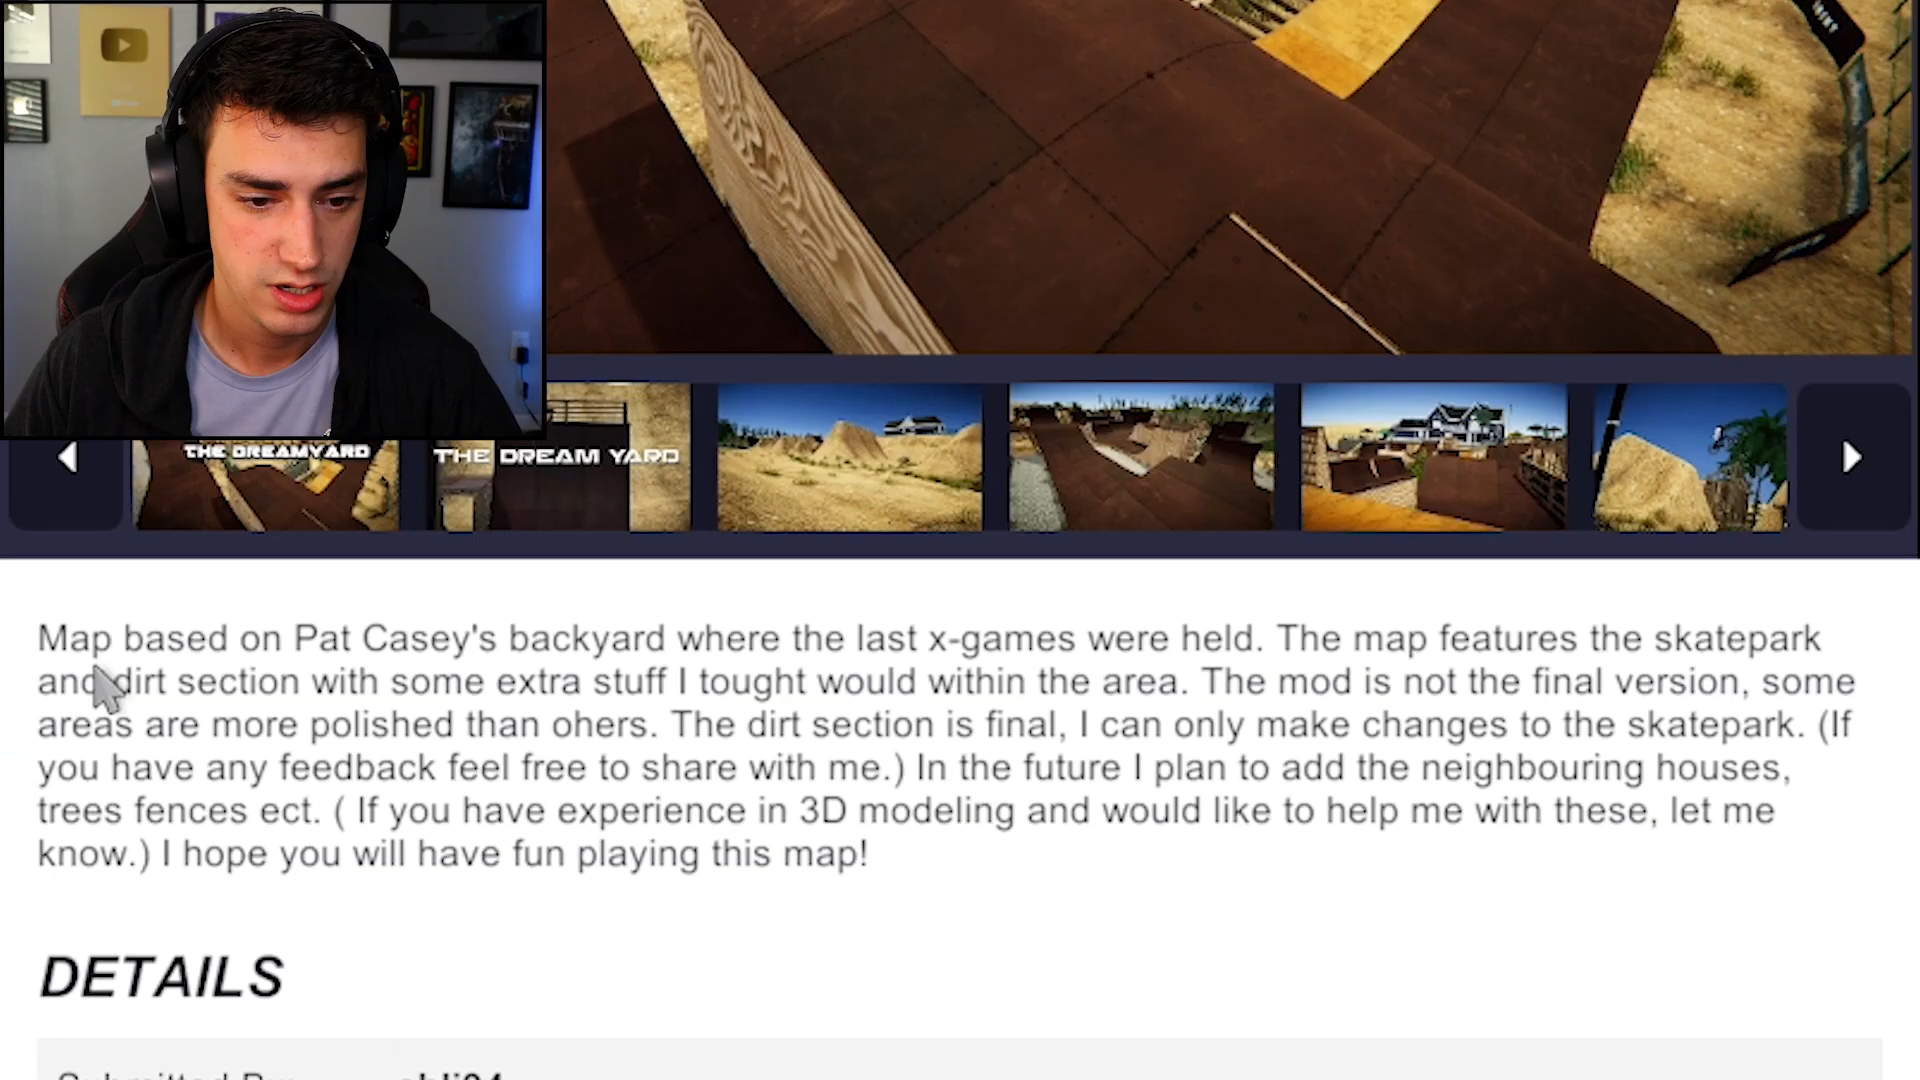 THE DREAMYARD
THE DREAM YARD
Map based on Pat Casey's backyard where the last x-games were held. The map features the skatepark
and dirt section with some extra stuff I tought would within the area. The mod is not the final version, some
areas are more polished than ohers. The dirt section is final, I can only make changes to the skatepark. (If
you have any feedback feel free to share with me.) In the future I plan to add the neighbouring houses,
trees fences ect. ( If you have experience in 3D modeling and would like to help me with these, let me
know.) I hope you will have fun playing this map!
DETAILS
Submitted By: